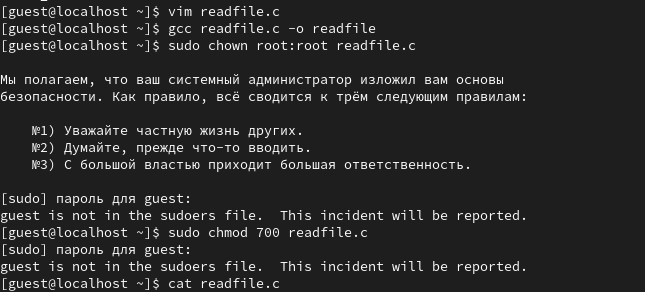 [guest@localhost ~]$ vim readfile.c
[guest@localhost ~]$ gcc readfile.c -o readfile
[guest@localhost ~]$ sudo chown root:root readfile.c
Мы полагаем, что ваш системный администратор изложил вам основы
безопасности. Как правило, всё сводится к трём следующим правилам:
№1) Уважайте частную жизнь других.
№2) Думайте, прежде что-то вводить.
№3) С большой властью приходит большая ответственность.
[sudo] пароль для guest:
guest is not in the sudoers file.  This incident will be reported.
[guest@localhost ~]$ sudo chmod 700 readfile.c
[sudo] пароль для guest:
guest is not in the sudoers file.  This incident will be reported.
[guest@localhost ~]$ cat readfile.c